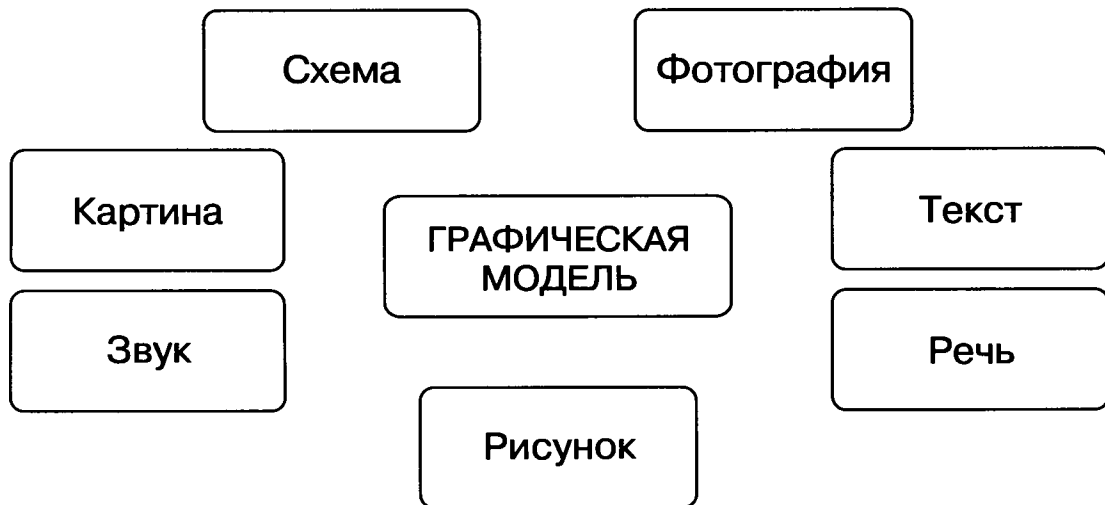 Схема
Фотография
Картина
Текст
ГРАФИЧЕСКАЯ
МОДЕЛЬ
Звук
Речь
Рисунок